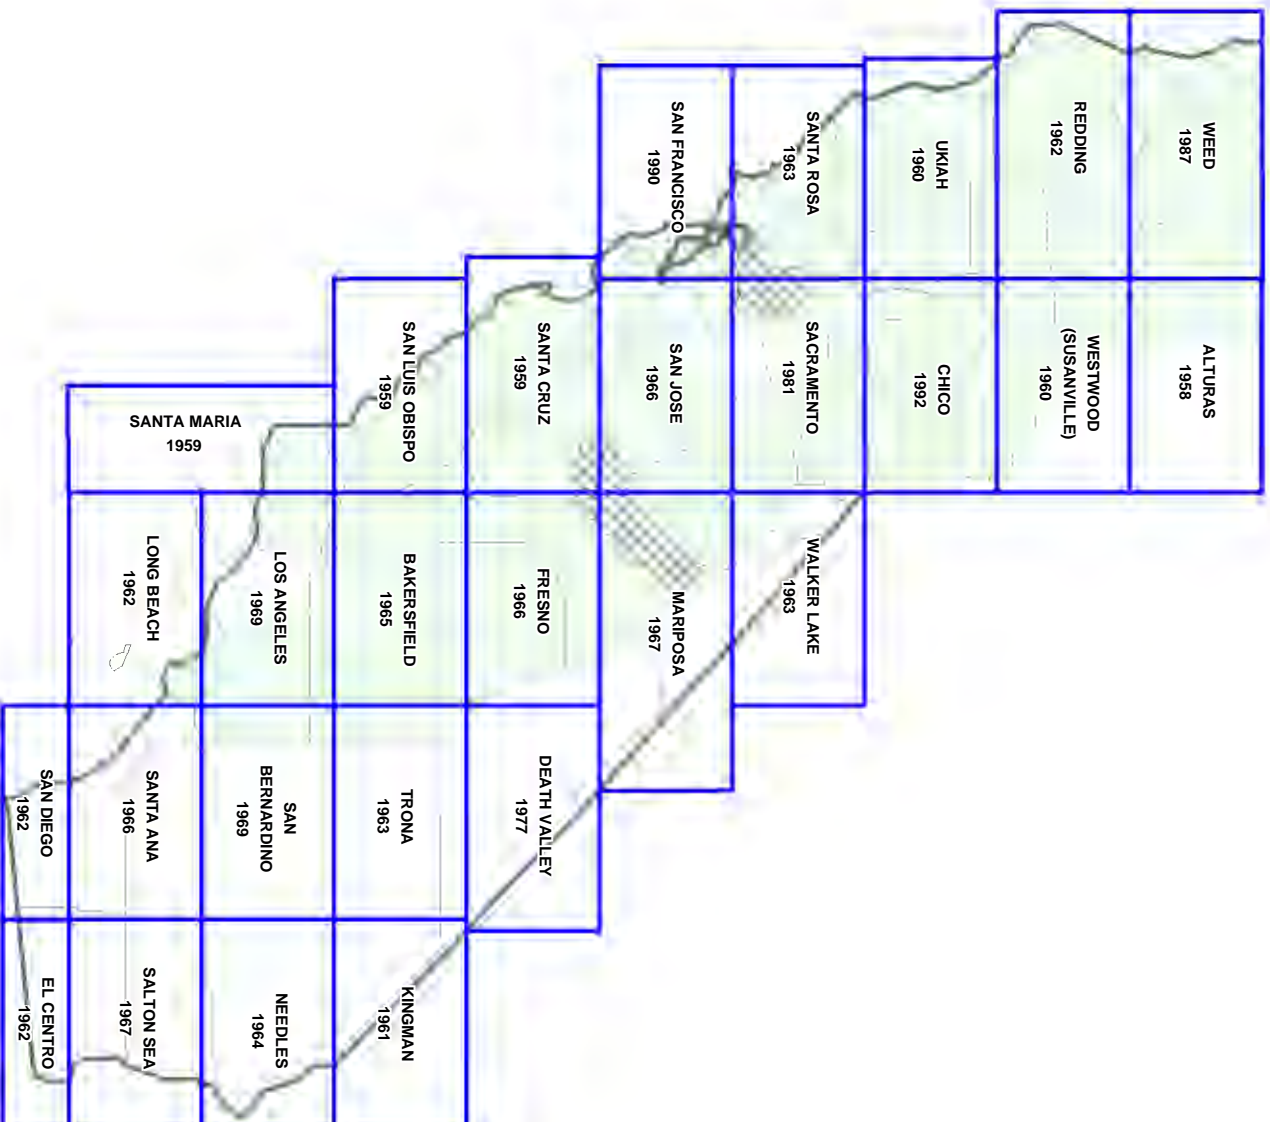 WEED
1987
ALTURAS
1958
REDDING
1962
WESTWOOD
(SUSANVILLE)
1960
UKIAH
1960
CHICO
1992
SANTA ROSA
1963
SACRAMENTO
1981
WALKER LAKE
1963
SAN FRANCISCO
1990
SAN JOSE
1966
MARIPOSA
1967
SANTA CRUZ
1959
FRESNO
1966
DEATH VALLEY
1977
SAN LUIS OBISPO
1959
BAKERSFIELD
1965
TRONA
1963
KINGMAN
1961
SANTA MARIA
1959
LOS ANGELES
1969
SAN
BERNARDINO
1969
NEEDLES
1964
LONG BEACH
1962
SANTA ANA
1966
SALTON SEA
1967
SAN DIEGO
1962
EL CENTRO
1962